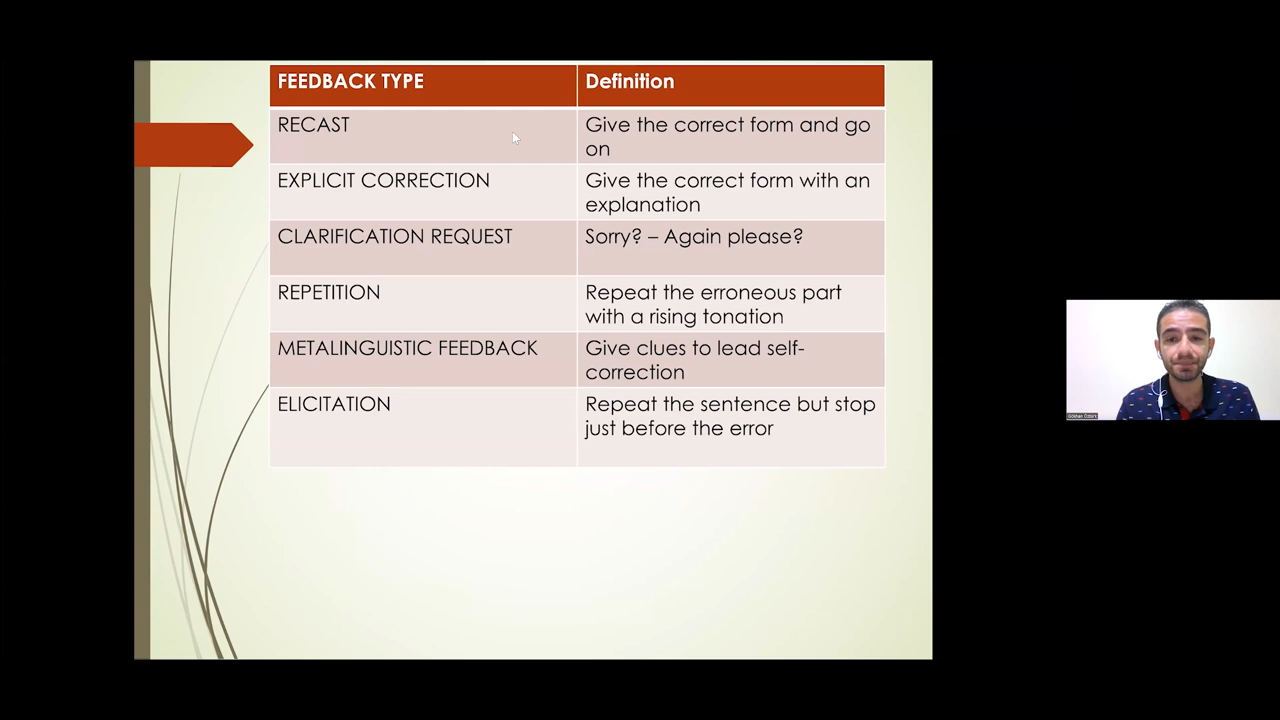 FEEDBACK TYPE
Definition
RECAST
Give the correct form and go
on
EXPLICIT CORRECTION
Give the correct form with an
explanation
CLARIFICATION REQUEST
Sorry? – Again please?
REPETITION
Repeat the erroneous part
with a rising tonation
METALINGUISTIC FEEDBACK
Give clues to lead self-
correction
ELICITATION
Repeat the sentence but stop
just before the error